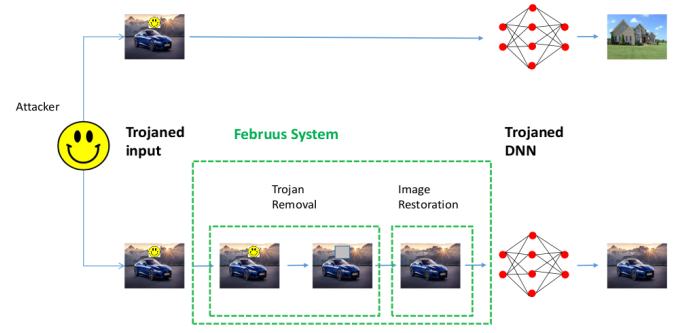 Attacker
Trojaned
input
Februus System
Trojaned
DNN
Trojan
Removal
Image
Restoration